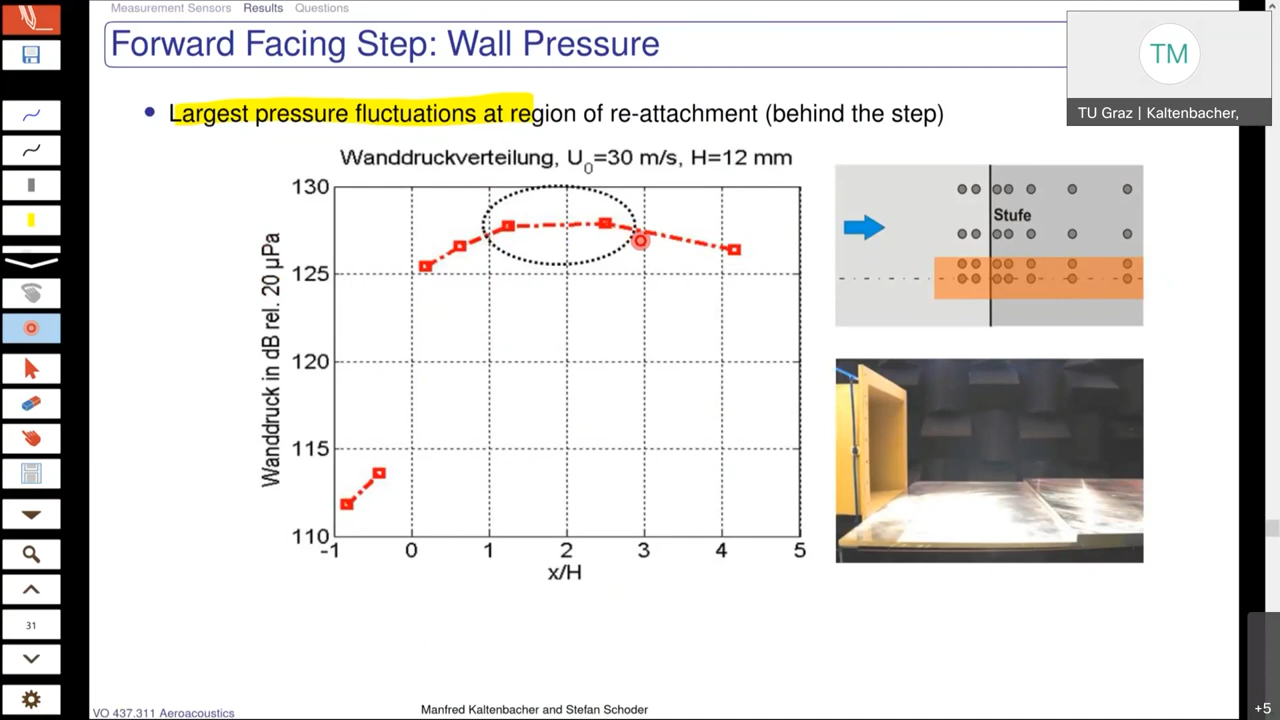 Measurement Sensors Results Questions
Forward Facing Step: Wall Pressure
TM
TU Graz | Kaltenbacher,
Largest pressure fluctuations at region of re-attachment (behind the step)
Wanddruckverteilung, U0=30 m/s, H=12 mm
Wanddruck in dB rel. 20 µPa
130
125
120
115
110
-1 0 1 2 3 4 5
x/H
Stufe
31
VO 437.311 Aeroacoustics
Manfred Kaltenbacher and Stefan Schoder
+5